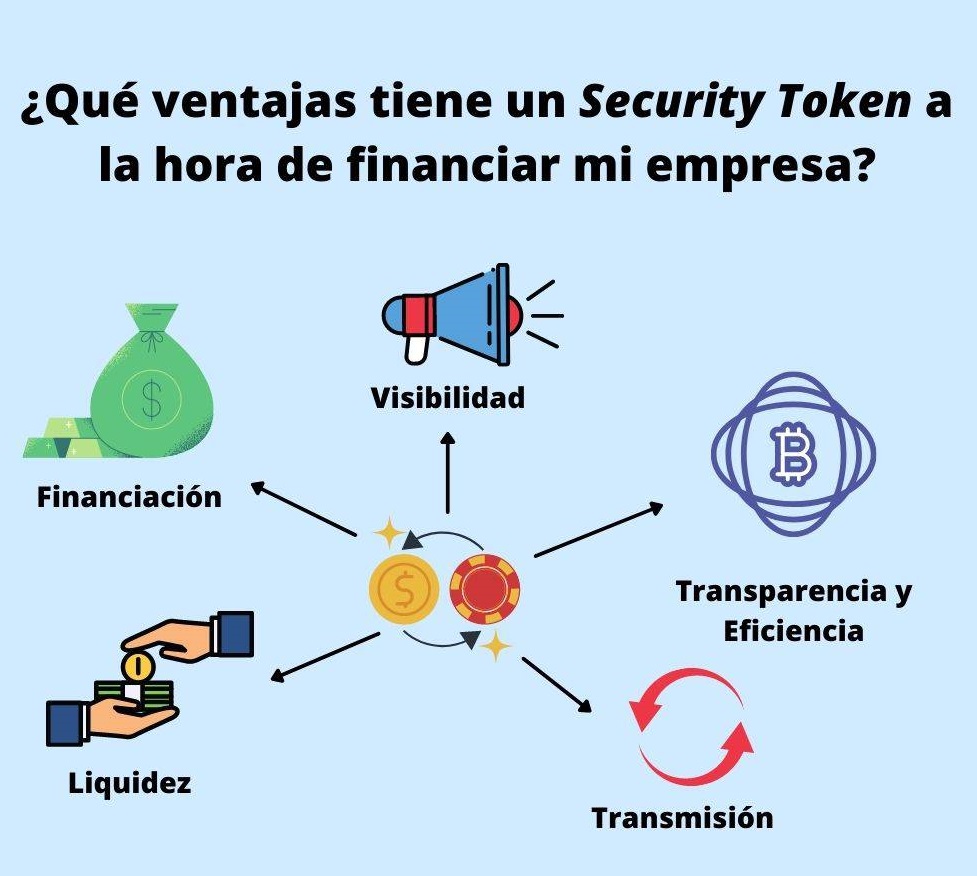 ¿Qué ventajas tiene un Security Token a
la hora de financiar mi empresa?
Visibilidad
Financiación
Transparencia y
Eficiencia
Liquidez
Transmisión